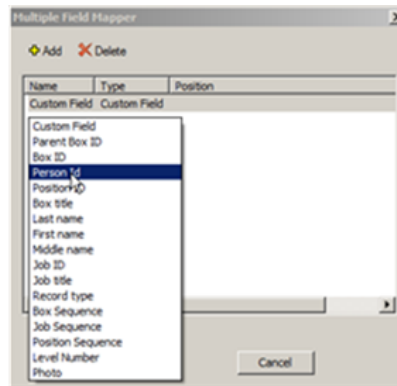 Multiple Field Mapper
Add Delete
Name Type Position
Custom Field Custom Field
Custom Field
Parent Box ID
Box ID
Person Id
Position ID
Box title
Last name
First name
Middle name
Job ID
Job title
Record type
Box Sequence
Job Sequence
Position Sequence
Level Number
Photo
Cancel